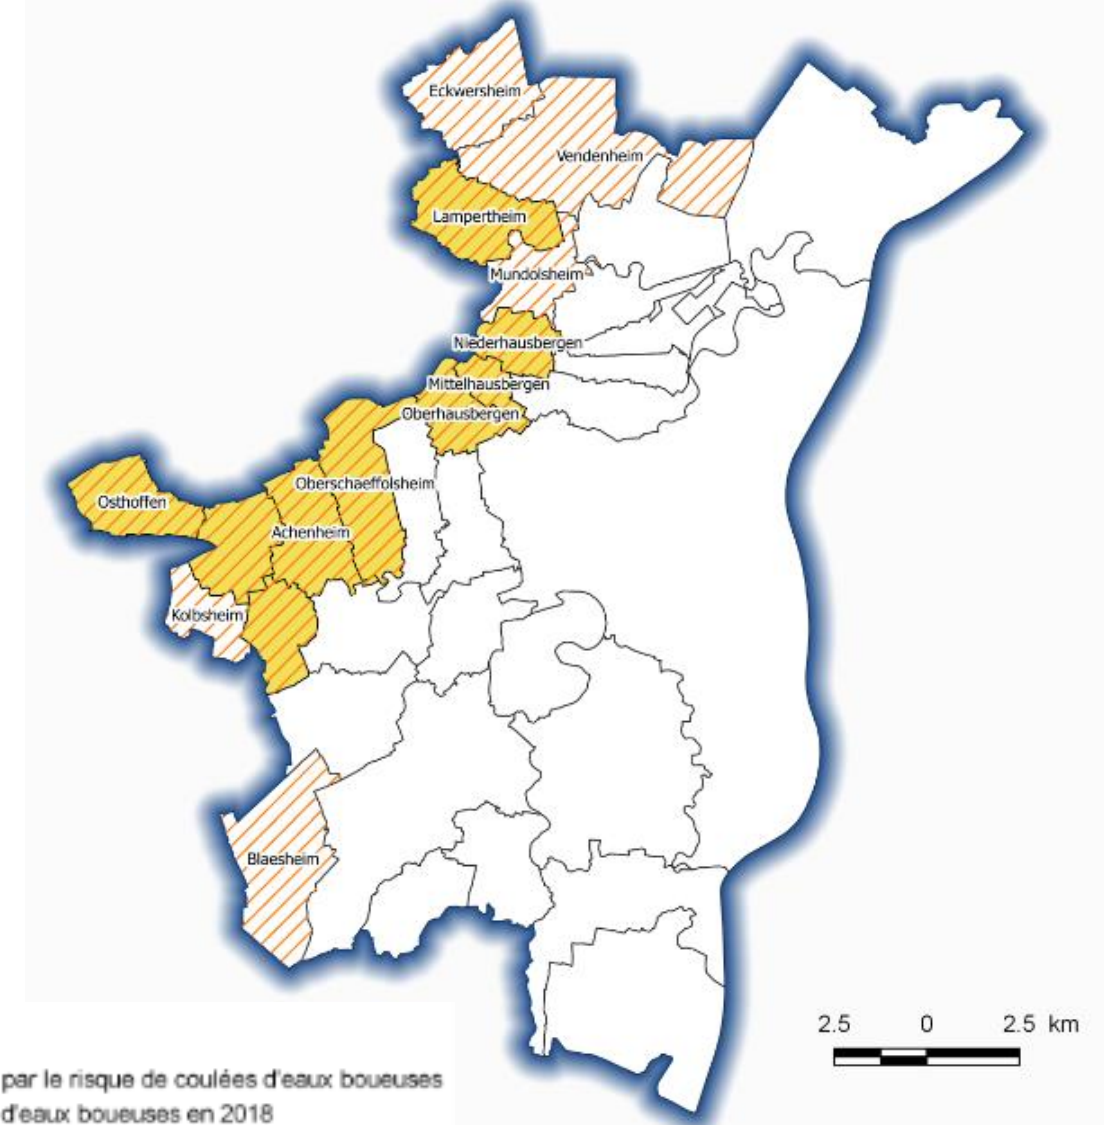 Eckwersheim
Vendenheim
Lampertheim
Mundolsheim
Niederhausbergen
Mittelhausbergen
Oberhausbergen
Oberschaeffolsheim
Osthoffen
Achenheim
Kolbsheim
Blaesheim
2.5 0 2.5 km
par le risque de coulées d'eaux boueuses
d'eaux boueuses en 2018